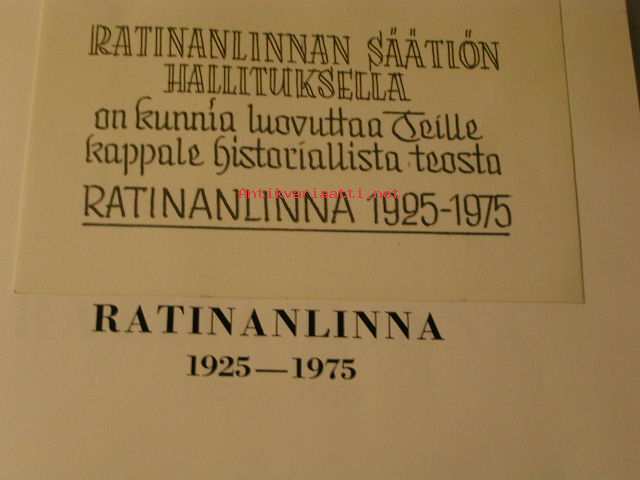 RATINANLINNAN SÄÄTIÖN
HALLITUKSELLA
on kunnia luovuttaa Teille
kappale historiallista teosta
Antikvariaatti.net
RATINANLINNA 1925-1975
RATINANLINNA
1925—1975